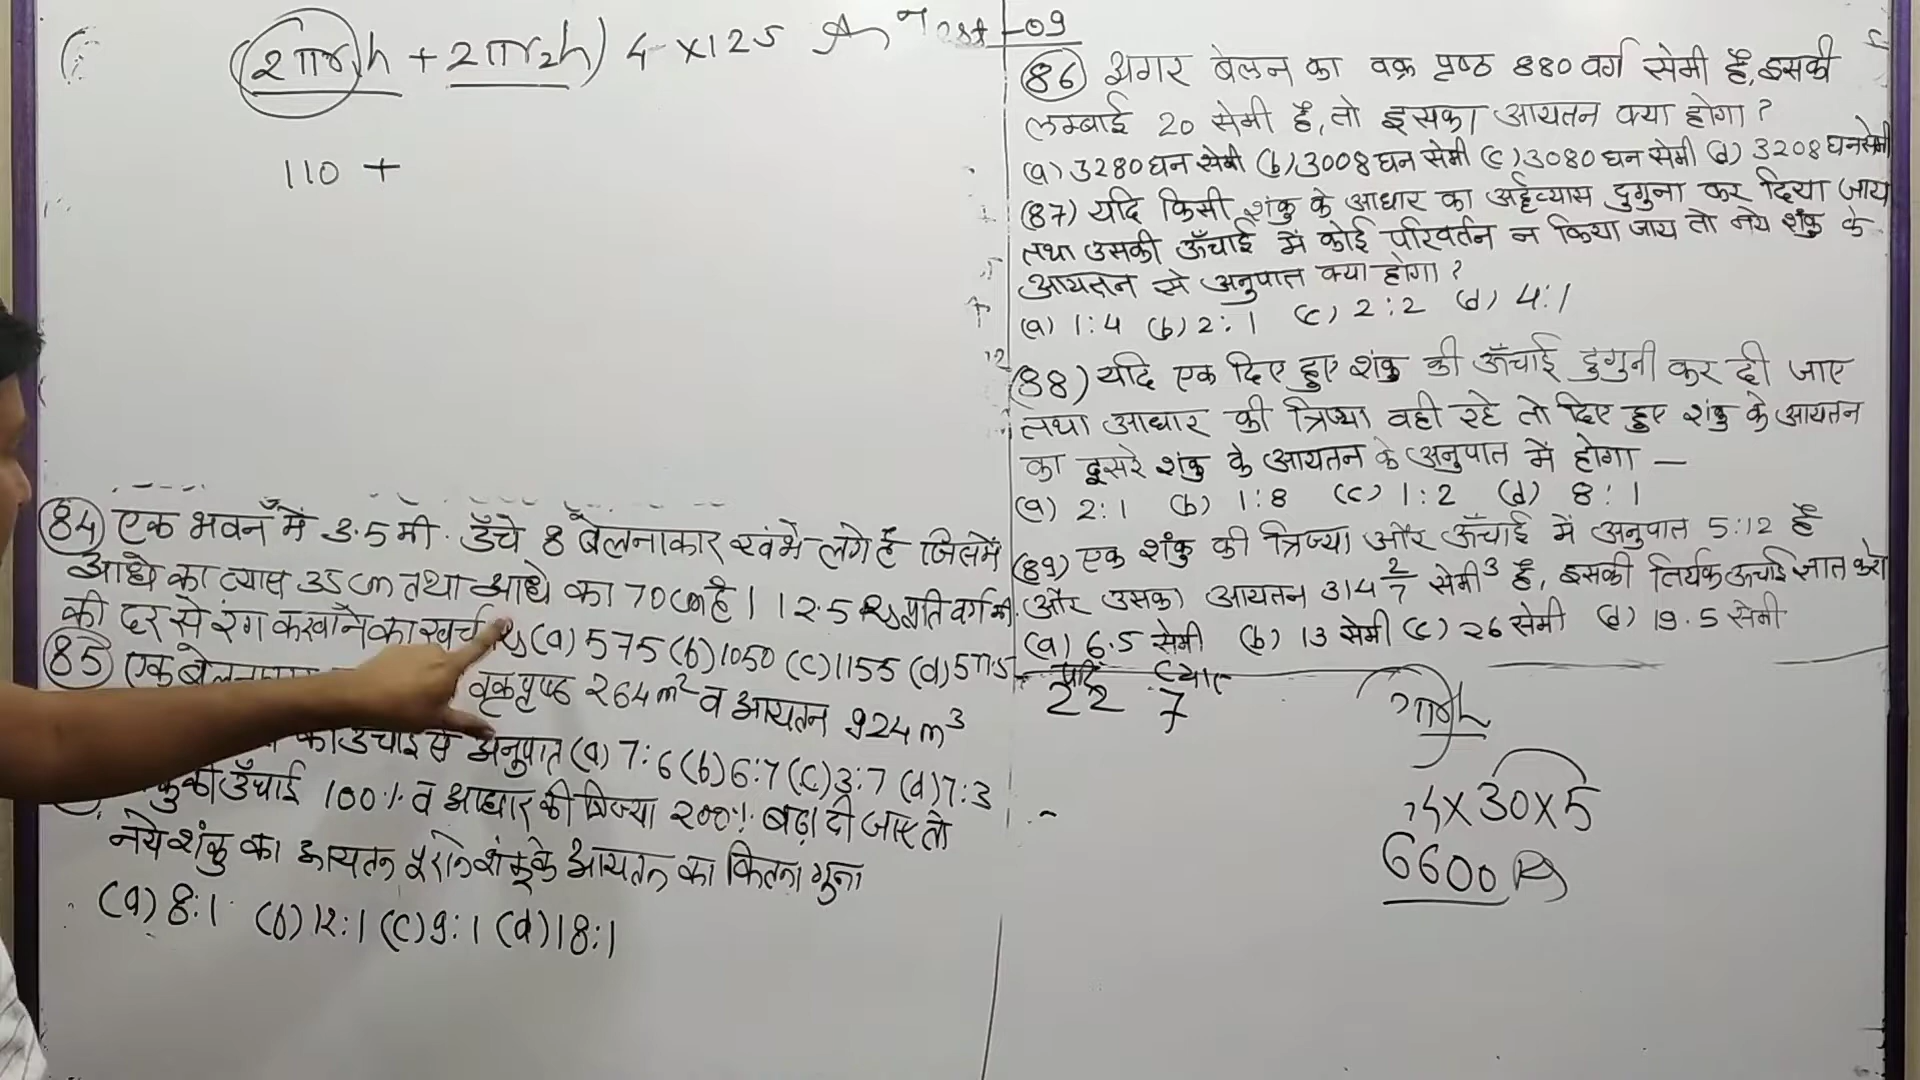 (2πr₁h + 2πr₂h) 4 ×125
110 +
(84) एक भवन में 3.5 मी. ऊँचे 8 बेलनाकार खंभे लगे है जिसमें
आधे का व्यास 35 cm तथा आधे का 70 cm है। 12.5 Rs प्रति वर्ग मी.
की दर से रंग करवाने का खर्च (a) 575 (b) 1050 (c) 1155 (d) 577.5
(85) एक वक्रपृष्ठ 264 m² व आयतन 924 m³
ऊंचाई से अनुपात (a) 7:6 (b) 6:7 (c) 3:7 (d) 7:3
ऊँचाई 100% व आधार की त्रिज्या 200% बढ़ा दी जाए तो
नये शंकु का आयतन पुराने शंकु के आयतन का कितना गुना
(a) 8:1 (b) 12:1 (c) 9:1 (d) 18:1
-09
(86) अगर बेलन का वक्र पृष्ठ 880 वर्ग सेमी है, इसकी
लम्बाई 20 सेमी है, तो इसका आयतन क्या होगा?
(a) 3280 घन सेमी (b) 3008 घन सेमी (c) 3080 घन सेमी (d) 3208 घन सेमी
(87) यदि किसी शंकु के आधार का अर्द्धव्यास दुगुना कर दिया जाय
तथा उसकी ऊँचाई में कोई परिवर्तन न किया जाय तो नये शंकु के
आयतन से अनुपात क्या होगा?
(a) 1:4 (b) 2:1 (c) 2:2 (d) 4:1
(88) यदि एक दिए हुए शंकु की ऊँचाई दुगुनी कर दी जाए
तथा आधार की त्रिज्या वही रहे तो दिए हुए शंकु के आयतन
का दूसरे शंकु के आयतन के अनुपात में होगा —
(a) 2:1 (b) 1:8 (c) 1:2 (d) 8:1
(89) एक शंकु की त्रिज्या और ऊँचाई में अनुपात 5:12 है
और उसका आयतन 314 2/7 सेमी³ है, इसकी तिर्यक ऊंचाई ज्ञात करो
(a) 6.5 सेमी (b) 13 सेमी (c) 26 सेमी (d) 19.5 सेमी
22 7
×30×5
6600 Rs